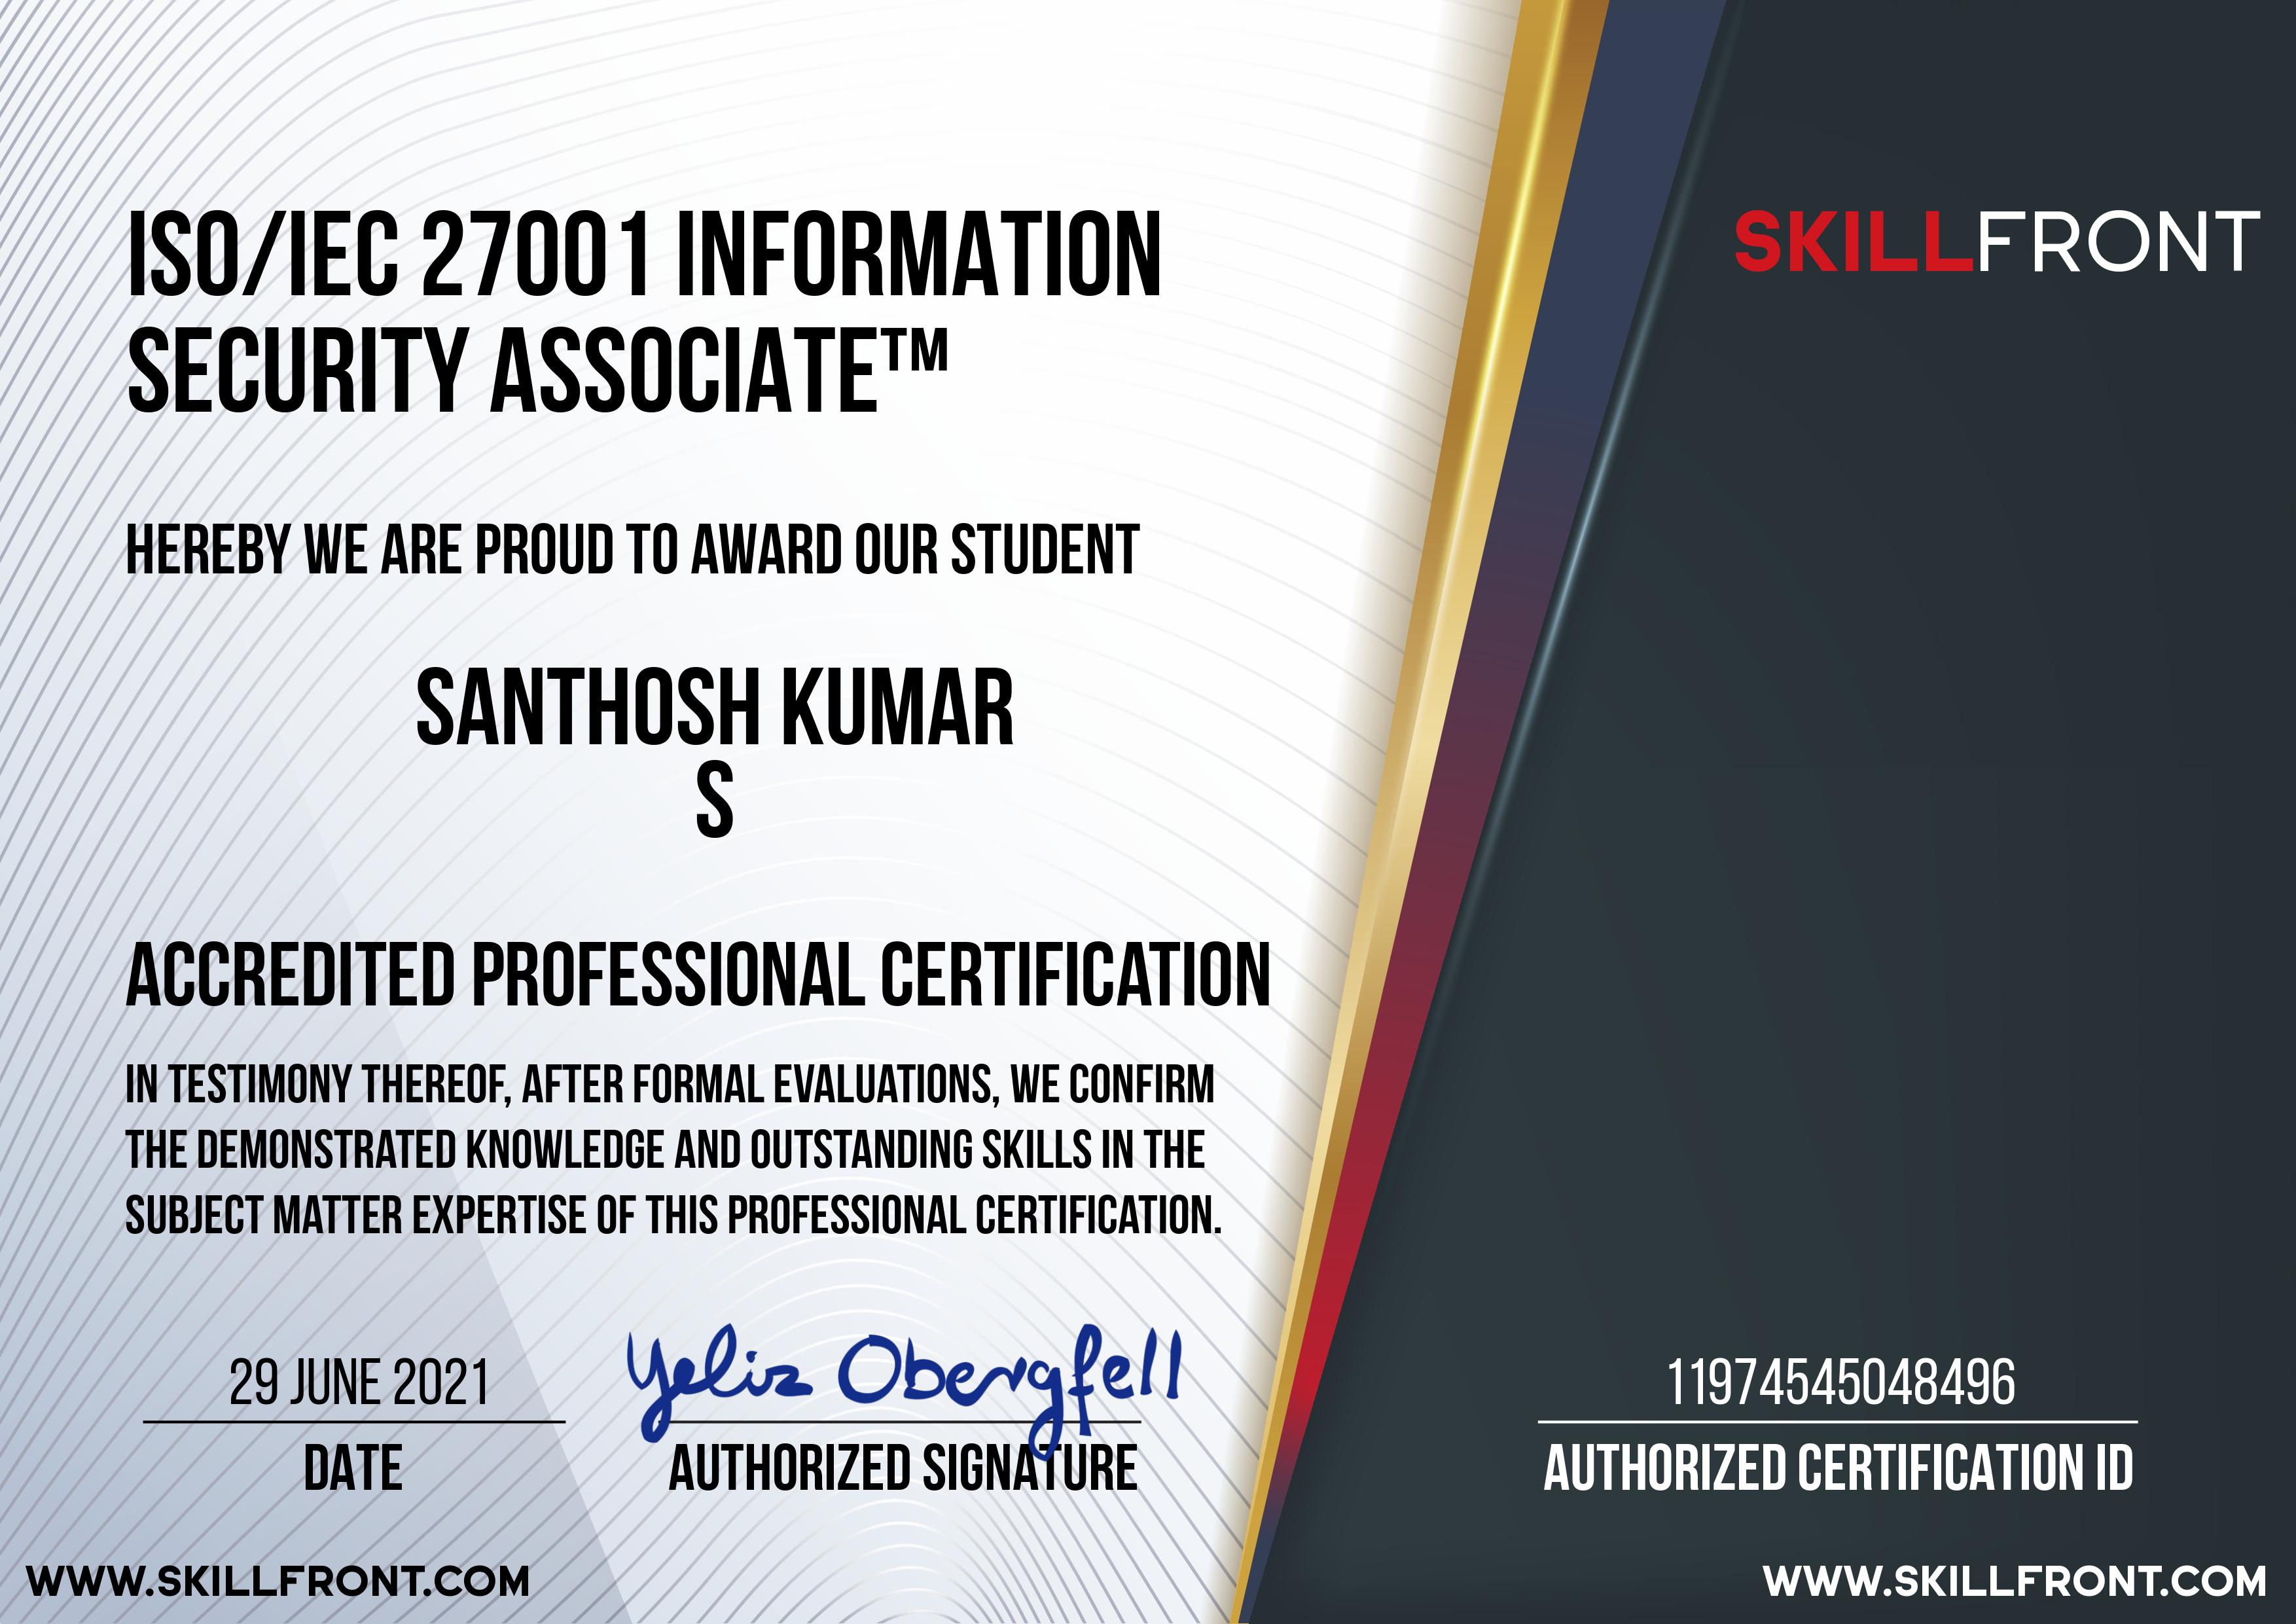 ISO/IEC 27001 INFORMATION
SECURITY ASSOCIATE™
SKILLFRONT
HEREBY WE ARE PROUD TO AWARD OUR STUDENT
SANTHOSH KUMAR
S
ACCREDITED PROFESSIONAL CERTIFICATION
IN TESTIMONY THEREOF, AFTER FORMAL EVALUATIONS, WE CONFIRM
THE DEMONSTRATED KNOWLEDGE AND OUTSTANDING SKILLS IN THE
SUBJECT MATTER EXPERTISE OF THIS PROFESSIONAL CERTIFICATION.
29 JUNE 2021
DATE
Yeliz Obergfell
AUTHORIZED SIGNATURE
11974545048496
AUTHORIZED CERTIFICATION ID
WWW.SKILLFRONT.COM
WWW.SKILLFRONT.COM